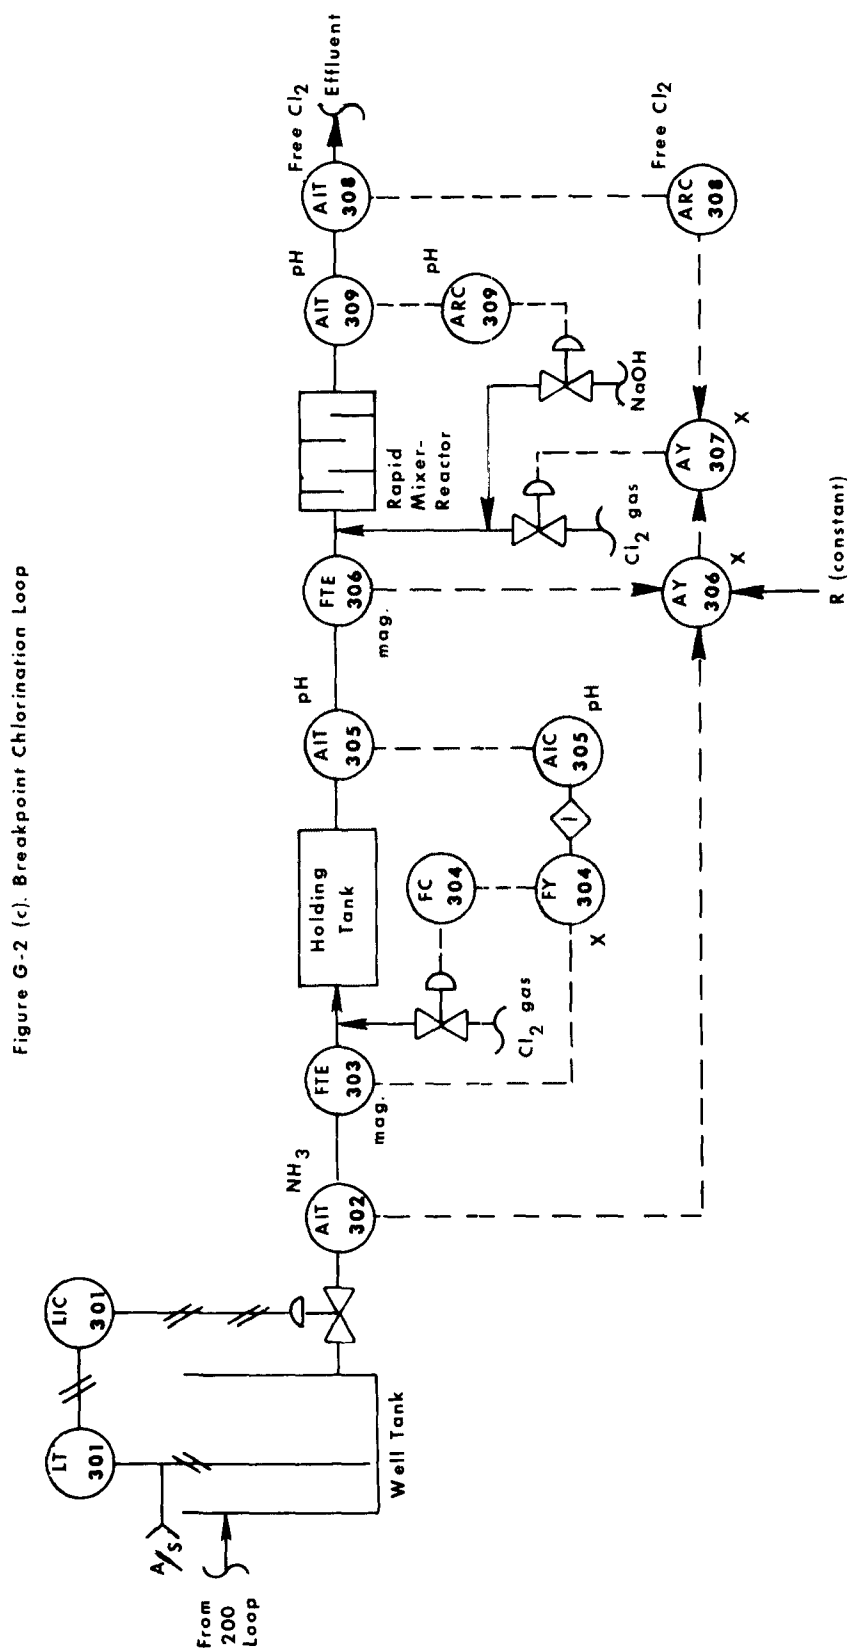 Figure G-2 (c). Breakpoint Chlorination Loop
From
200
Loop
A/S
LT
301
LIC
301
Well Tank
AIT
302
NH3
FTE
303
mag.
Cl2 gas
Holding
Tank
FC
304
FY
304
X
I
AIC
305
pH
AIT
305
pH
FTE
306
mag.
AY
306
X
R (constant)
Cl2 gas
AY
307
X
Rapid
Mixer-
Reactor
NaOH
AIT
309
pH
ARC
309
pH
AIT
308
Free Cl2
Effluent
ARC
308
Free Cl2